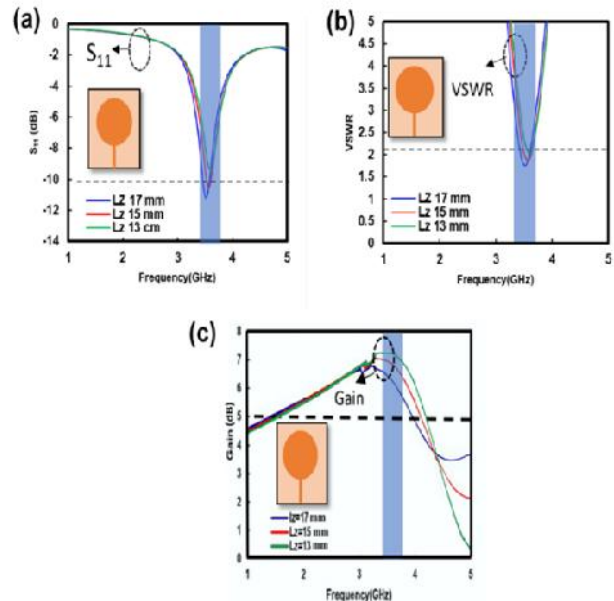 (a)
0
-2
-4
-6
-8
-10
-12
-14
S₁₁ (dB)
S₁₁
LZ 17 mm
Lz 15 mm
Lz 13 cm
1 2 3 4 5
Frequency(GHz)
(b)
5
4.5
4
3.5
3
2.5
2
1.5
1
0.5
0
VSWR
VSWR
LZ 17 mm
Lz 15 mm
Lz 13 mm
1 2 3 4 5
Frequency(GHz)
(c)
8
7
6
5
4
3
2
1
0
Gain (dB)
Gain
lz=17 mm
Lz=15 mm
Lz=13 mm
1 2 3 4 5
Frequency(GHz)